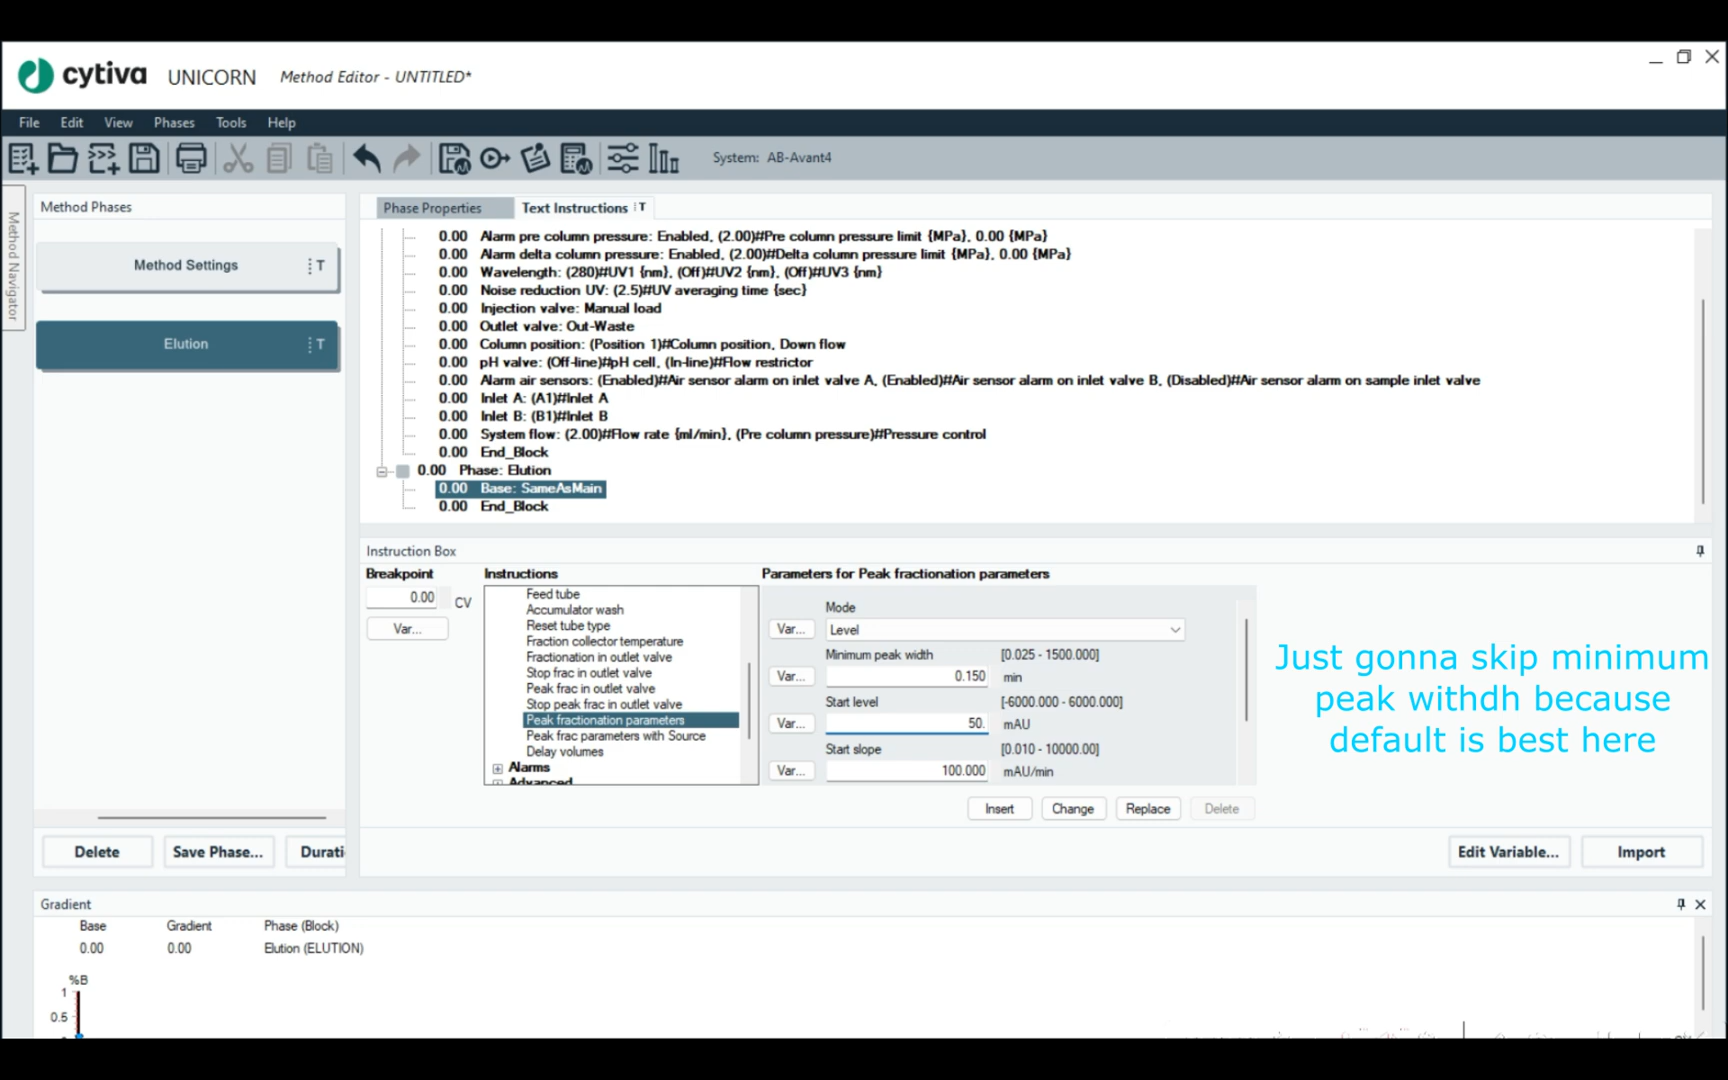 cytiva UNICORN Method Editor - UNTITLED*
File Edit View Phases Tools Help
System: AB-Avant4
Method Navigator
Method Phases
Method Settings T
Elution T
Delete Save Phase... Durati
Phase Properties Text Instructions T
0.00 Alarm pre column pressure: Enabled, (2.00)#Pre column pressure limit {MPa}, 0.00 {MPa}
0.00 Alarm delta column pressure: Enabled, (2.00)#Delta column pressure limit {MPa}, 0.00 {MPa}
0.00 Wavelength: (280)#UV1 {nm}, (Off)#UV2 {nm}, (Off)#UV3 {nm}
0.00 Noise reduction UV: (2.5)#UV averaging time {sec}
0.00 Injection valve: Manual load
0.00 Outlet valve: Out-Waste
0.00 Column position: (Position 1)#Column position, Down flow
0.00 pH valve: (Off-line)#pH cell, (In-line)#Flow restrictor
0.00 Alarm air sensors: (Enabled)#Air sensor alarm on inlet valve A, (Enabled)#Air sensor alarm on inlet valve B, (Disabled)#Air sensor alarm on sample inlet valve
0.00 Inlet A: (A1)#Inlet A
0.00 Inlet B: (B1)#Inlet B
0.00 System flow: (2.00)#Flow rate {ml/min}, (Pre column pressure)#Pressure control
0.00 End_Block
0.00 Phase: Elution
0.00 Base: SameAsMain
0.00 End_Block
Instruction Box
Breakpoint
0.00 CV
Var...
Instructions
Feed tube
Accumulator wash
Reset tube type
Fraction collector temperature
Fractionation in outlet valve
Stop frac in outlet valve
Peak frac in outlet valve
Stop peak frac in outlet valve
Peak fractionation parameters
Peak frac parameters with Source
Delay volumes
Alarms
Advanced
Parameters for Peak fractionation parameters
Mode
Var... Level
Minimum peak width [0.025 - 1500.000]
Var... 0.150 min
Start level [-6000.000 - 6000.000]
Var... 50. mAU
Start slope [0.010 - 10000.00]
Var... 100.000 mAU/min
Insert Change Replace Delete
Just gonna skip minimum
peak withdh because
default is best here
Edit Variable... Import
Gradient
Base Gradient Phase (Block)
0.00 0.00 Elution (ELUTION)
%B
1
0.5